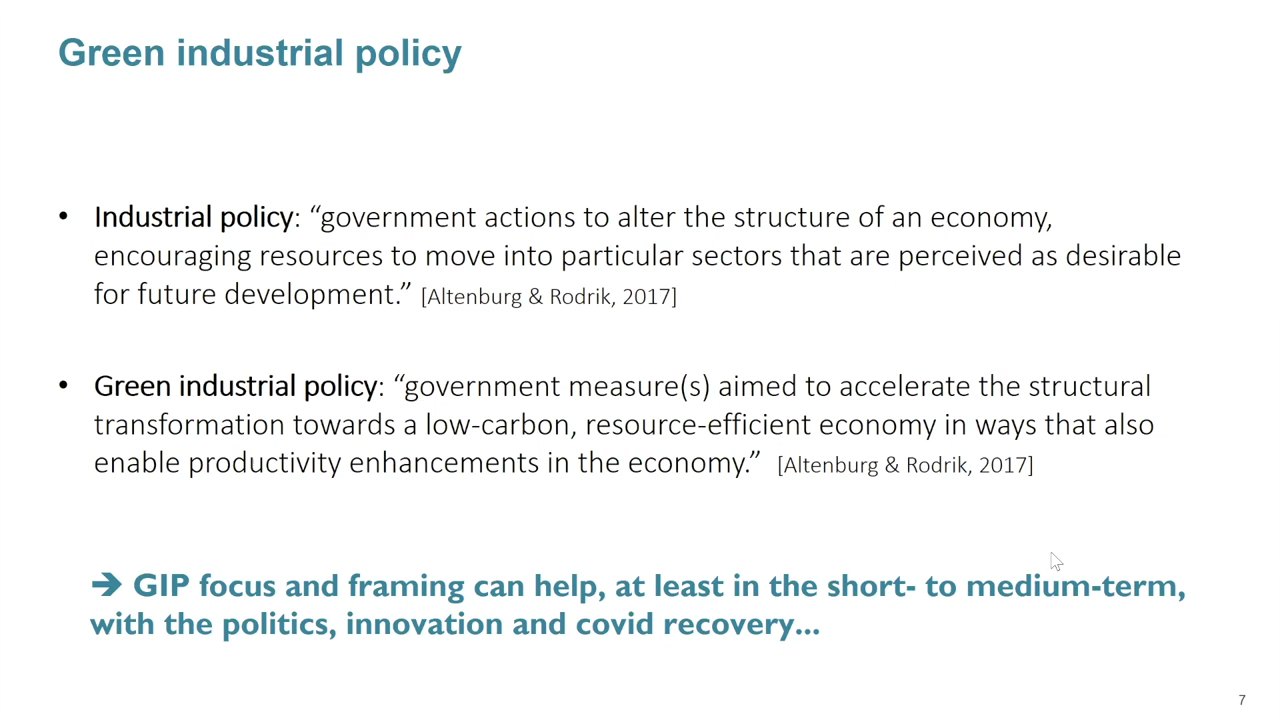 Green industrial policy
• Industrial policy: “government actions to alter the structure of an economy,
encouraging resources to move into particular sectors that are perceived as desirable
for future development.” [Altenburg & Rodrik, 2017]
• Green industrial policy: “government measure(s) aimed to accelerate the structural
transformation towards a low-carbon, resource-efficient economy in ways that also
enable productivity enhancements in the economy.” [Altenburg & Rodrik, 2017]
➔ GIP focus and framing can help, at least in the short- to medium-term,
with the politics, innovation and covid recovery...
7